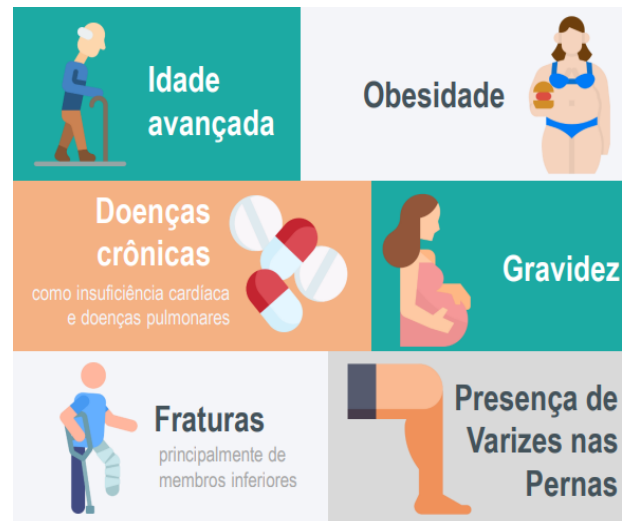 Idade
avançada
Obesidade
Doenças
crônicas
como insuficiência cardíaca
e doenças pulmonares
Gravidez
Fraturas
principalmente de
membros inferiores
Presença de
Varizes nas
Pernas